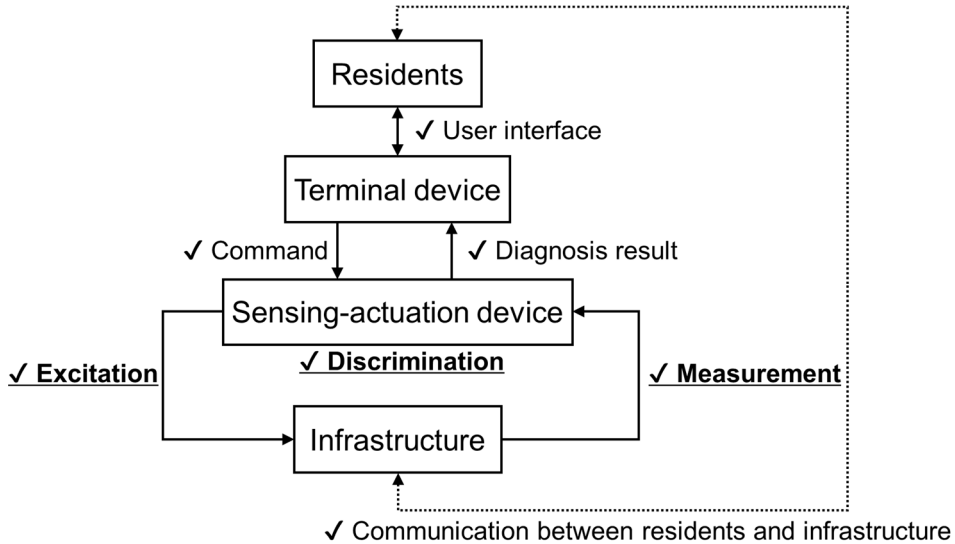 Residents
✓ User interface
Terminal device
✓ Command
✓ Diagnosis result
Sensing-actuation device
✓ Excitation
✓ Discrimination
✓ Measurement
Infrastructure
✓ Communication between residents and infrastructure